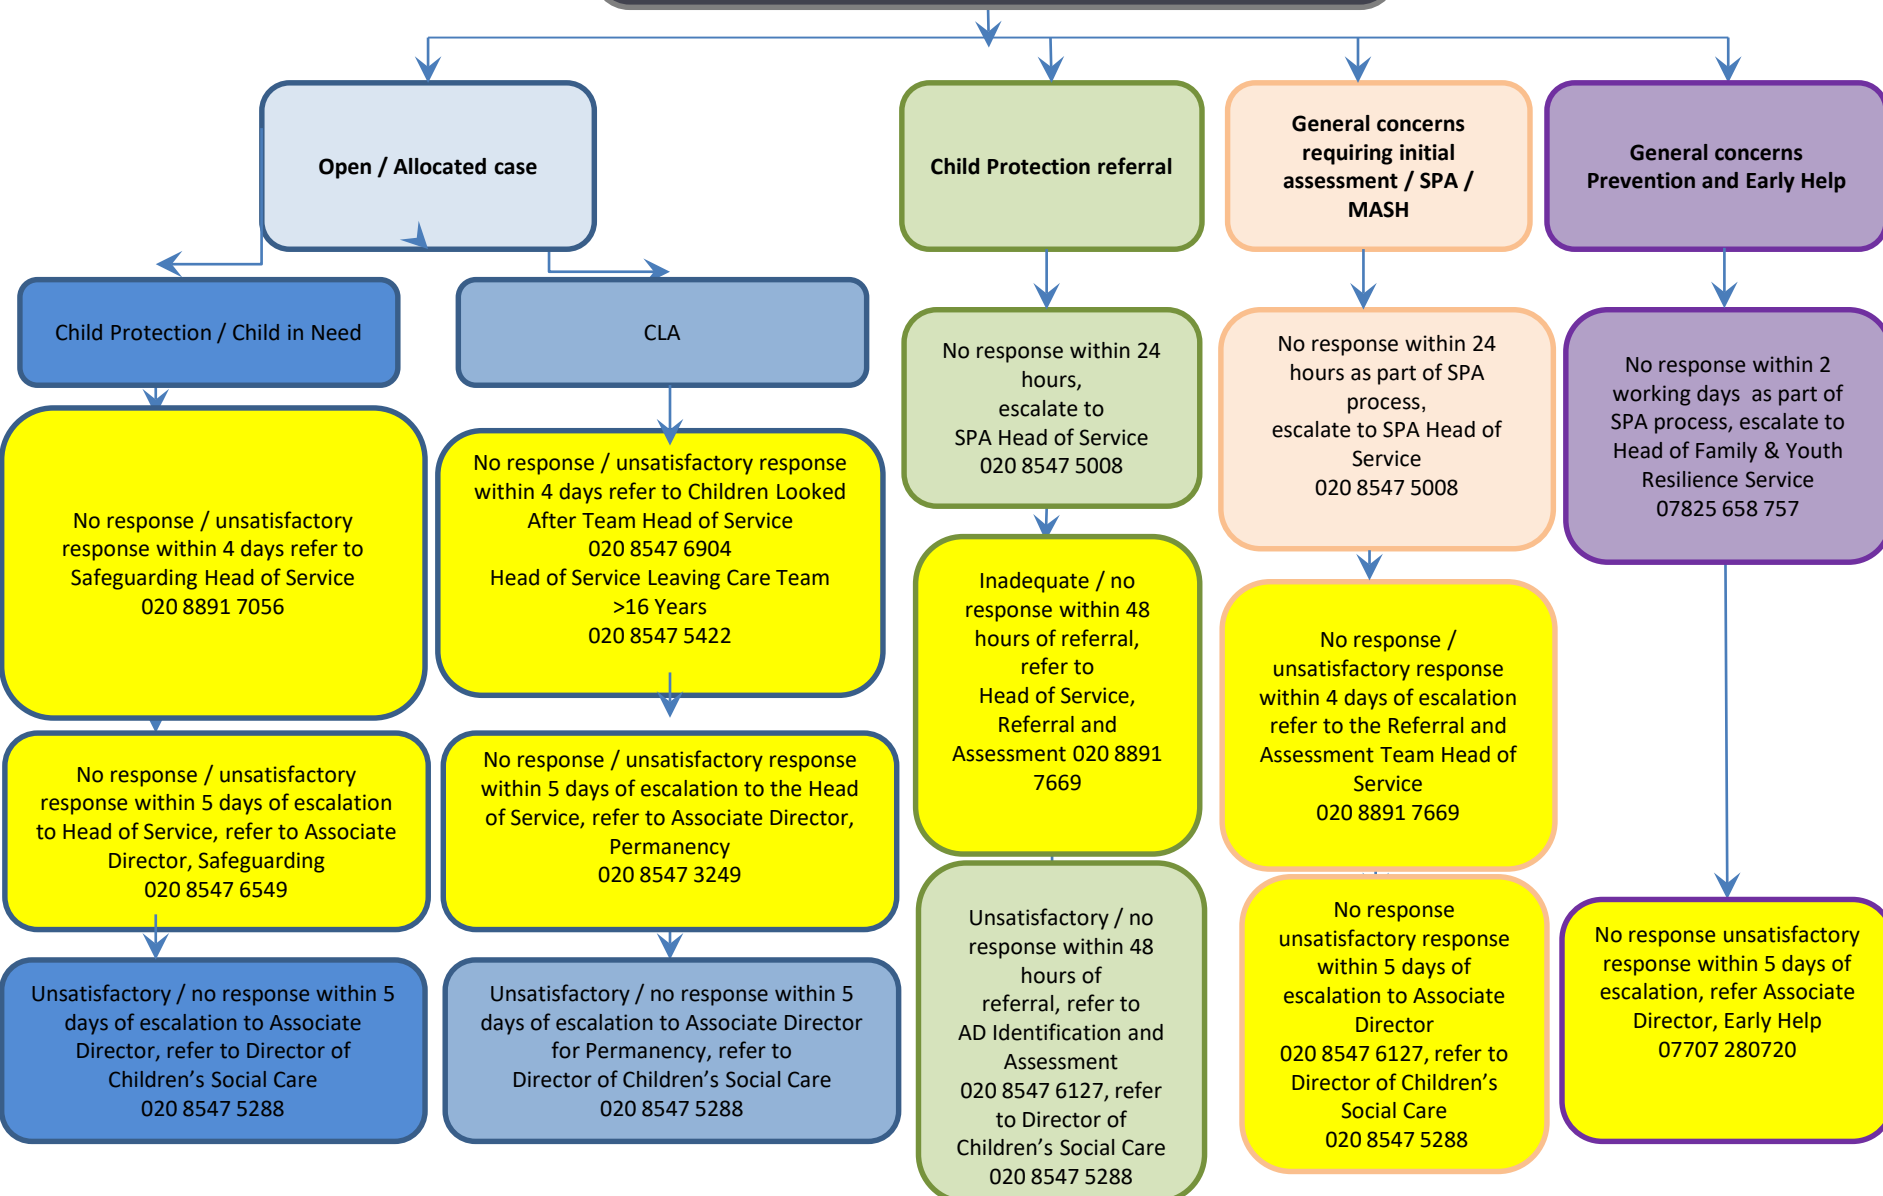 Open / Allocated case
Child Protection referral
General concerns
requiring initial
assessment / SPA /
MASH
General concerns
Prevention and Early Help
Child Protection / Child in Need
CLA
No response / unsatisfactory
response within 4 days refer to
Safeguarding Head of Service
020 8891 7056
No response / unsatisfactory
response within 5 days of escalation
to Head of Service, refer to Associate
Director, Safeguarding
020 8547 6549
Unsatisfactory / no response within 5
days of escalation to Associate
Director, refer to Director of
Children’s Social Care
020 8547 5288
No response / unsatisfactory response
within 4 days refer to Children Looked
After Team Head of Service
020 8547 6904
Head of Service Leaving Care Team
>16 Years
020 8547 5422
No response / unsatisfactory response
within 5 days of escalation to the Head
of Service, refer to Associate Director,
Permanency
020 8547 3249
Unsatisfactory / no response within 5
days of escalation to Associate Director
for Permanency, refer to
Director of Children’s Social Care
020 8547 5288
No response within 24
hours,
escalate to
SPA Head of Service
020 8547 5008
Inadequate / no
response within 48
hours of referral,
refer to
Head of Service,
Referral and
Assessment 020 8891
7669
Unsatisfactory / no
response within 48
hours of
referral, refer to
AD Identification and
Assessment
020 8547 6127, refer
to Director of
Children’s Social Care
020 8547 5288
No response within 24
hours as part of SPA
process,
escalate to SPA Head of
Service
020 8547 5008
No response /
unsatisfactory response
within 4 days of escalation
refer to the Referral and
Assessment Team Head of
Service
020 8891 7669
No response
unsatisfactory response
within 5 days of
escalation to Associate
Director
020 8547 6127, refer to
Director of Children’s
Social Care
020 8547 5288
No response within 2
working days  as part of
SPA process, escalate to
Head of Family & Youth
Resilience Service
07825 658 757
No response unsatisfactory
response within 5 days of
escalation, refer Associate
Director, Early Help
07707 280720